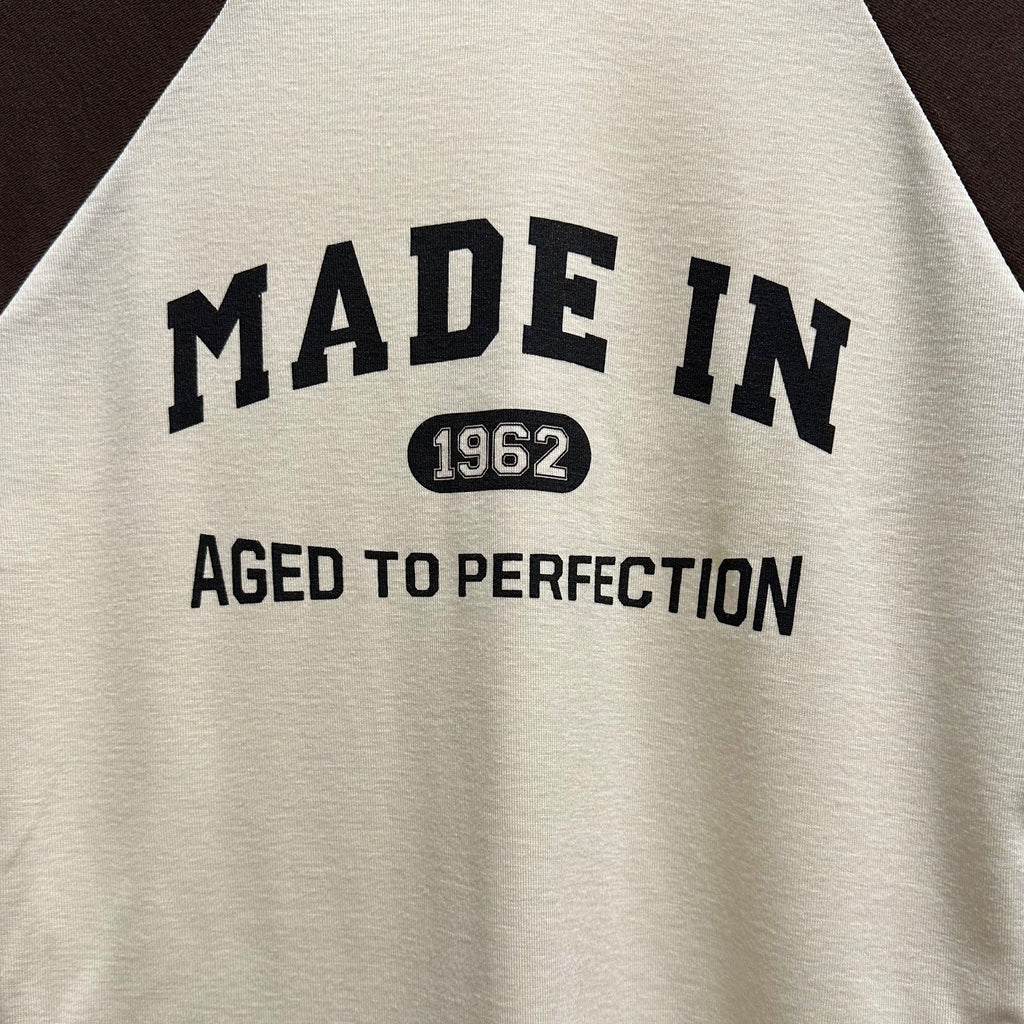 MADE IN
1962
AGED TO PERFECTION